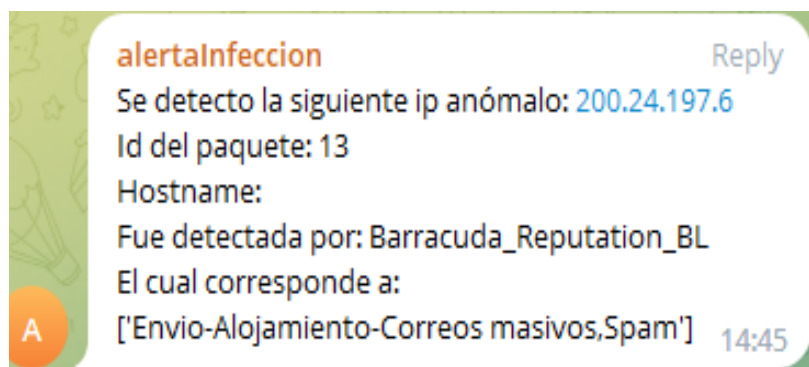 alertaInfeccion Reply
Se detecto la siguiente ip anómalo: 200.24.197.6
Id del paquete: 13
Hostname:
Fue detectada por: Barracuda_Reputation_BL
El cual corresponde a:
['Envio-Alojamiento-Correos masivos,Spam'] 14:45
A